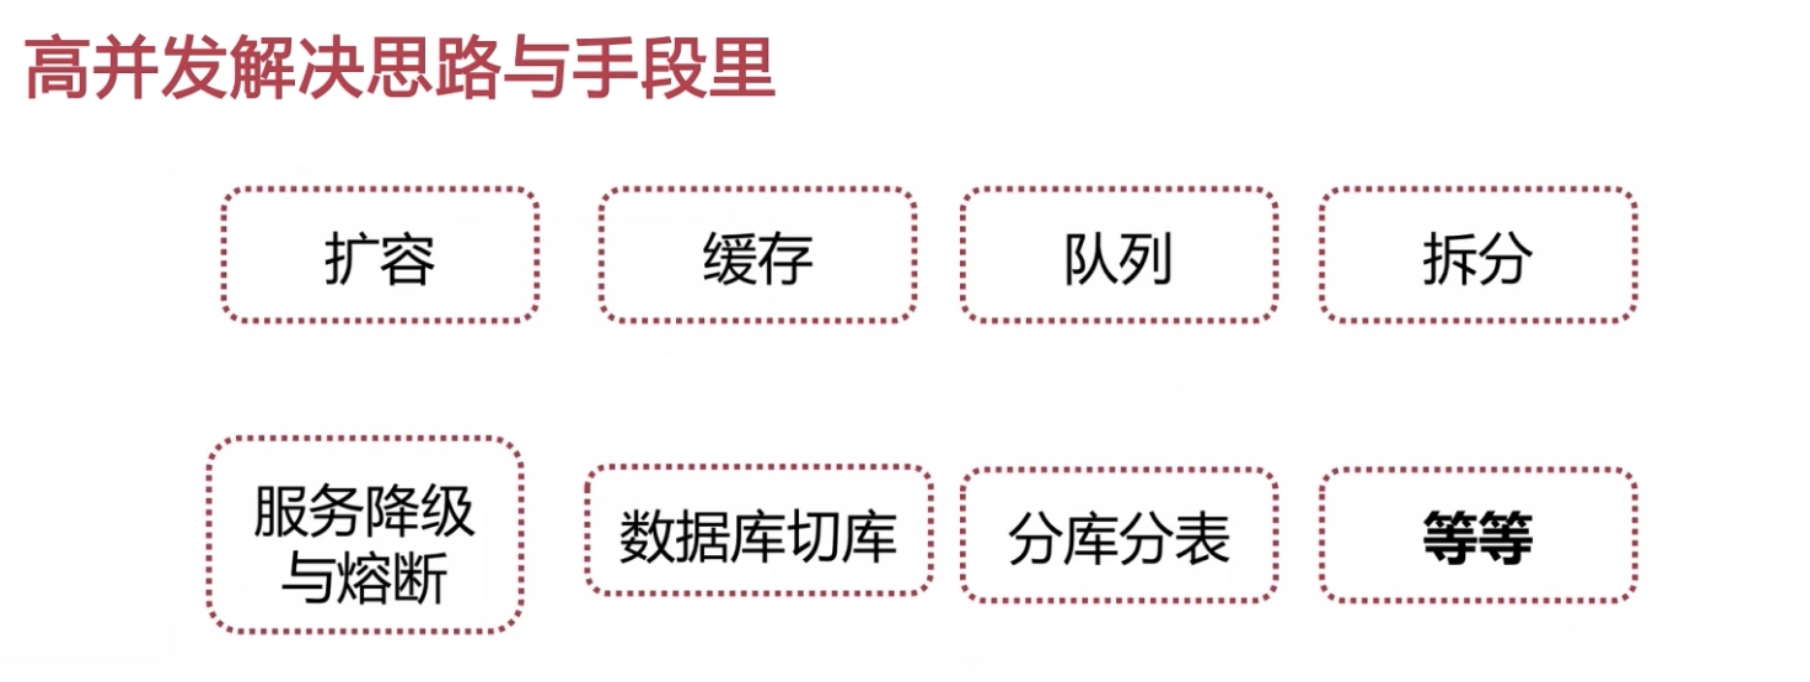 高并发解决思路与手段里
扩容
缓存
队列
拆分
服务降级
与熔断
数据库切库
分库分表
等等